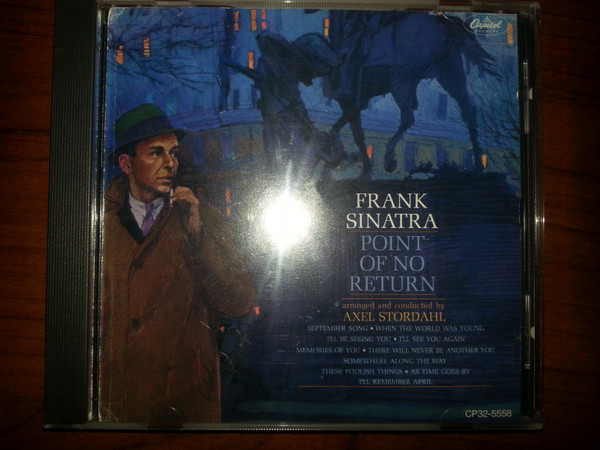 Capitol
RECORDS
FRANK
SINATRA
POINT
OF NO
RETURN
arranged and conducted by
AXEL STORDAHL
SEPTEMBER SONG • WHEN THE WORLD WAS YOUNG
I'LL BE SEEING YOU • I'LL SEE YOU AGAIN
MEMORIES OF YOU • THERE WILL NEVER BE ANOTHER YOU
SOMEWHERE ALONG THE WAY
THESE FOOLISH THINGS • AS TIME GOES BY
I'LL REMEMBER APRIL
CP32-5558